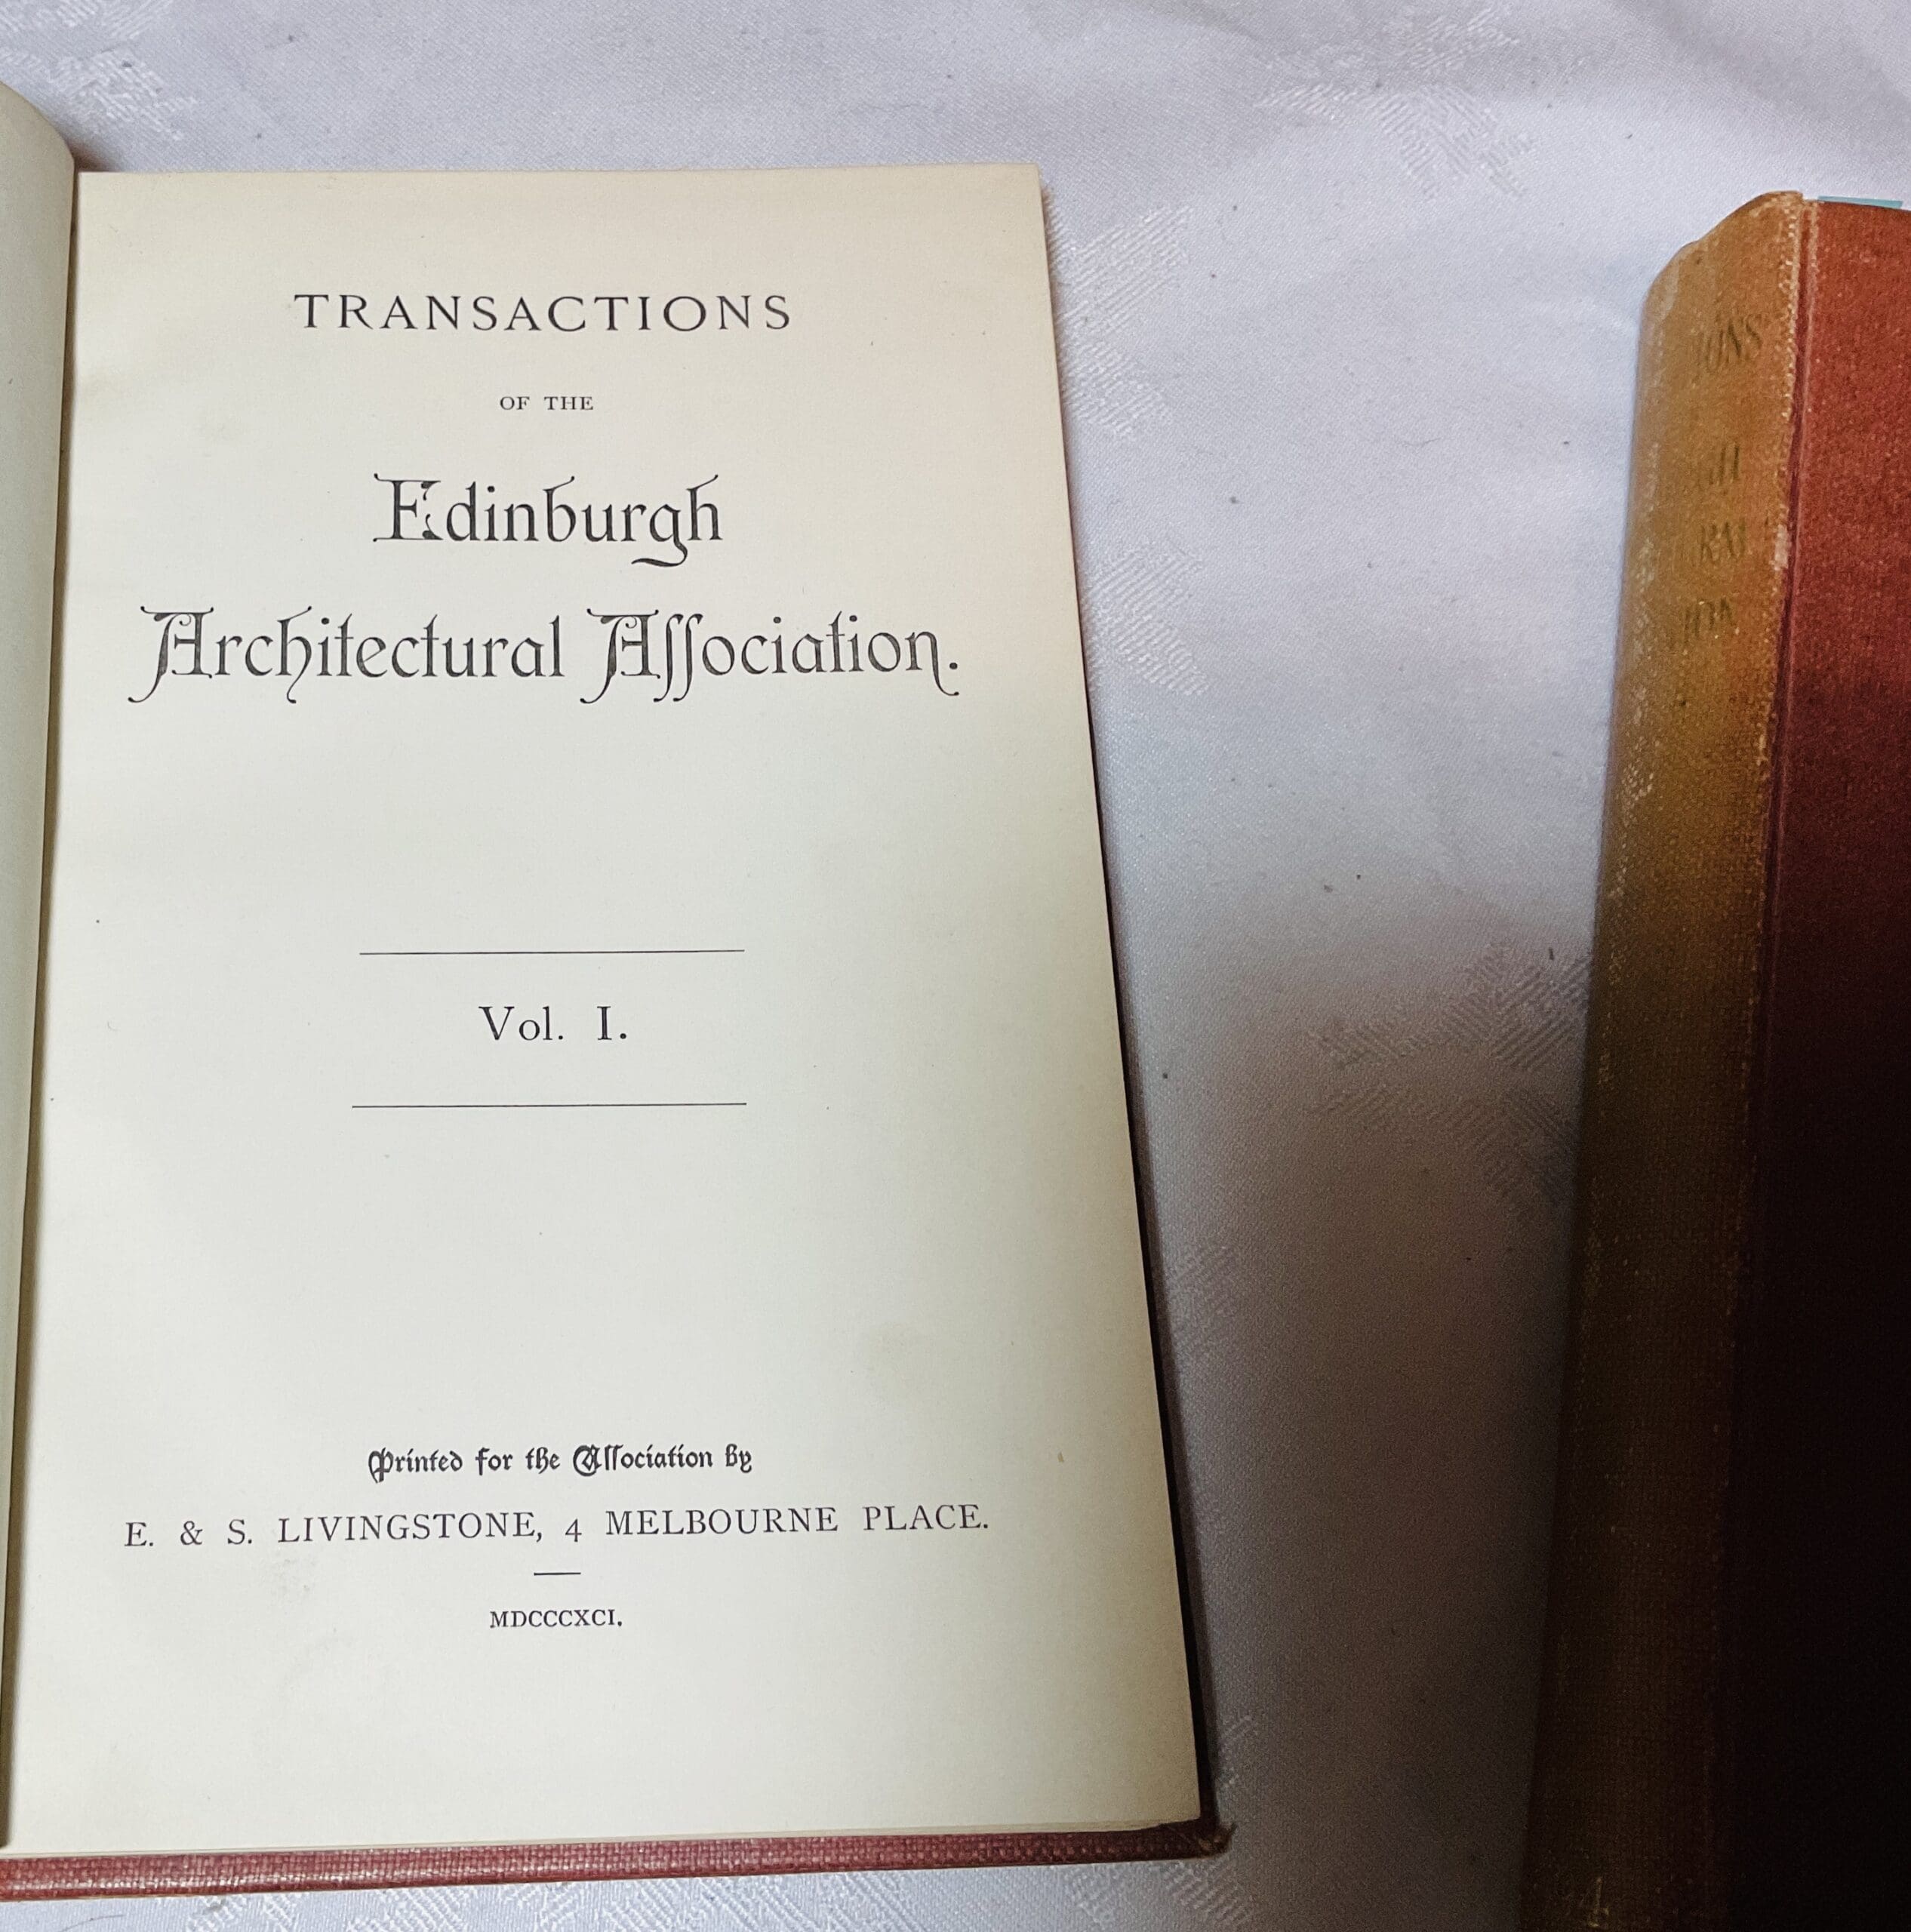 TRANSACTIONS
OF THE
Edinburgh
Architectural Aſſociation.
Vol. I.
Printed for the Aſſociation by
E. & S. LIVINGSTONE, 4 MELBOURNE PLACE.
MDCCCXCI.